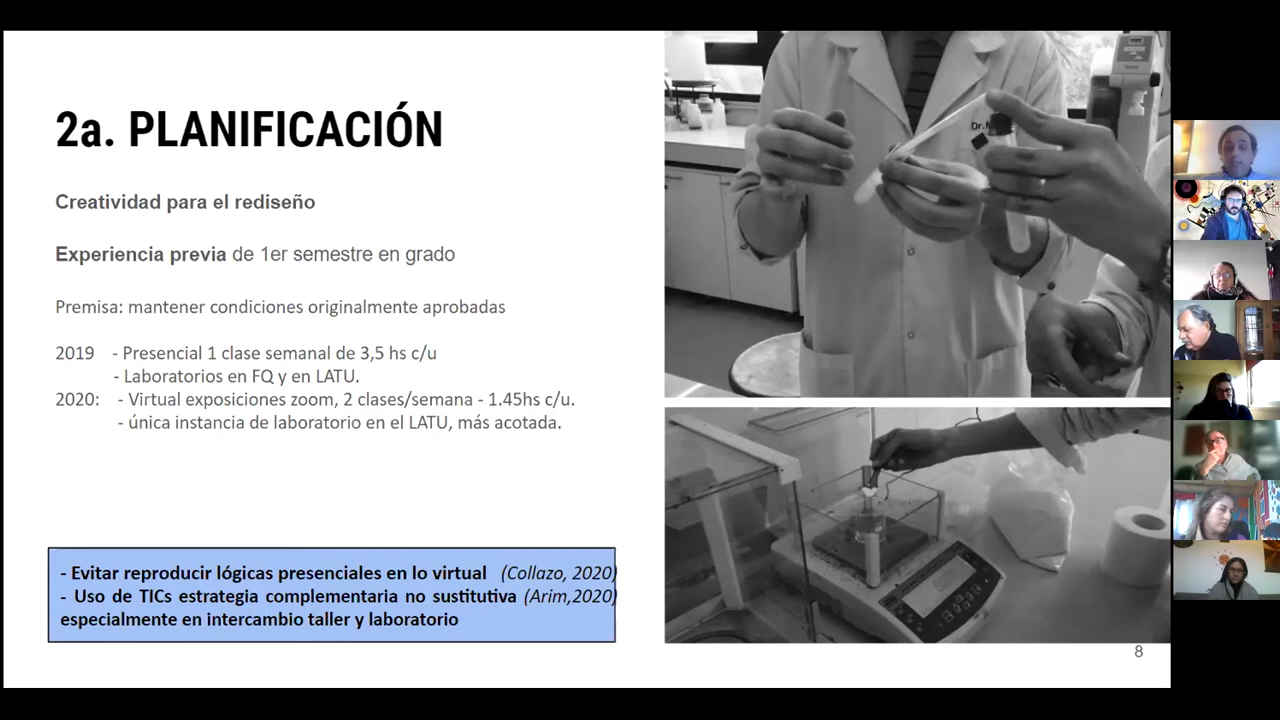 2a. PLANIFICACIÓN
Creatividad para el rediseño
Experiencia previa de 1er semestre en grado
Premisa: mantener condiciones originalmente aprobadas
2019 - Presencial 1 clase semanal de 3,5 hs c/u
- Laboratorios en FQ y en LATU.
2020: - Virtual exposiciones zoom, 2 clases/semana - 1.45hs c/u.
- única instancia de laboratorio en el LATU, más acotada.
- Evitar reproducir lógicas presenciales en lo virtual (Collazo, 2020)
- Uso de TICs estrategia complementaria no sustitutiva (Arim,2020)
especialmente en intercambio taller y laboratorio
8